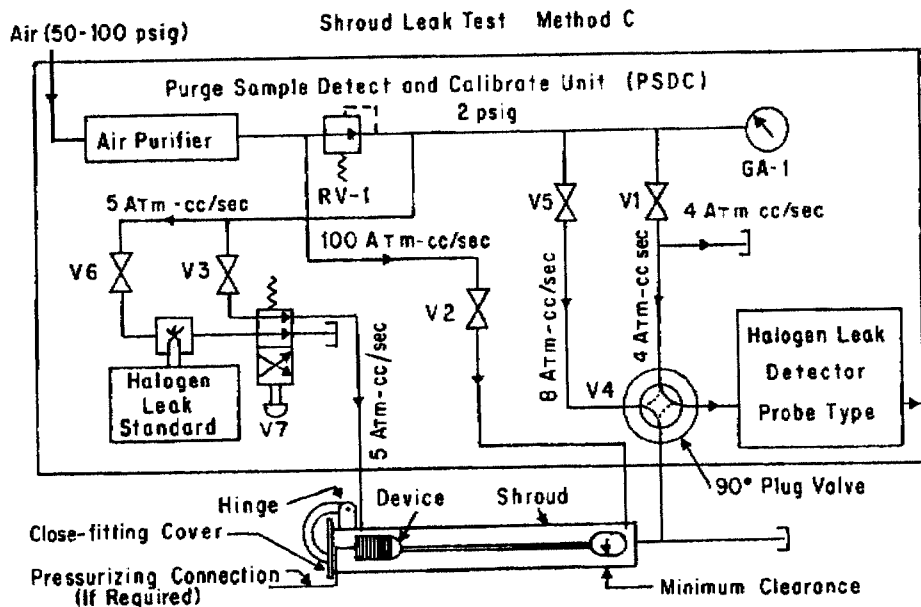 Shroud Leak Test Method C
Air (50-100 psig)
Purge Sample Detect and Calibrate Unit (PSDC)
2 psig
Air Purifier
GA-1
RV-1
V5
V1
5 ATm-cc/sec
4 ATm cc/sec
100 ATm-cc/sec
V6
V3
V2
8 ATm-cc/sec
4 ATm-cc sec
Halogen Leak
Detector
Probe Type
Halogen
Leak
Standard
V7
5 ATm-cc/sec
V4
90° Plug Valve
Hinge
Device
Shroud
Close-fitting Cover
Pressurizing Connection
(If Required)
Minimum Clearance